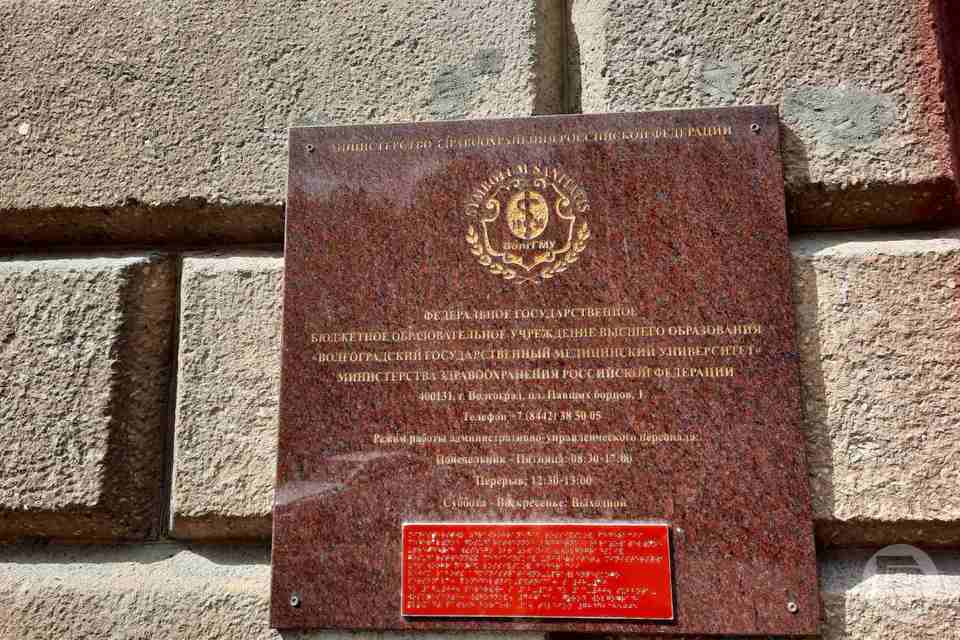 МИНИСТЕРСТВО ЗДРАВООХРАНЕНИЯ РОССИЙСКОЙ ФЕДЕРАЦИИ
ВолгГМУ
ФЕДЕРАЛЬНОЕ ГОСУДАРСТВЕННОЕ
БЮДЖЕТНОЕ ОБРАЗОВАТЕЛЬНОЕ УЧРЕЖДЕНИЕ ВЫСШЕГО ОБРАЗОВАНИЯ
«ВОЛГОГРАДСКИЙ ГОСУДАРСТВЕННЫЙ МЕДИЦИНСКИЙ УНИВЕРСИТЕТ»
МИНИСТЕРСТВА ЗДРАВООХРАНЕНИЯ РОССИЙСКОЙ ФЕДЕРАЦИИ
400131, г. Волгоград, пл. Павших борцов, 1
Телефон +7 (8442) 38 50 05
Режим работы административно-управленческого персонала:
Понедельник - Пятница: 08:30-17:00
Перерыв: 12:30-13:00
Суббота - Воскресенье: Выходной